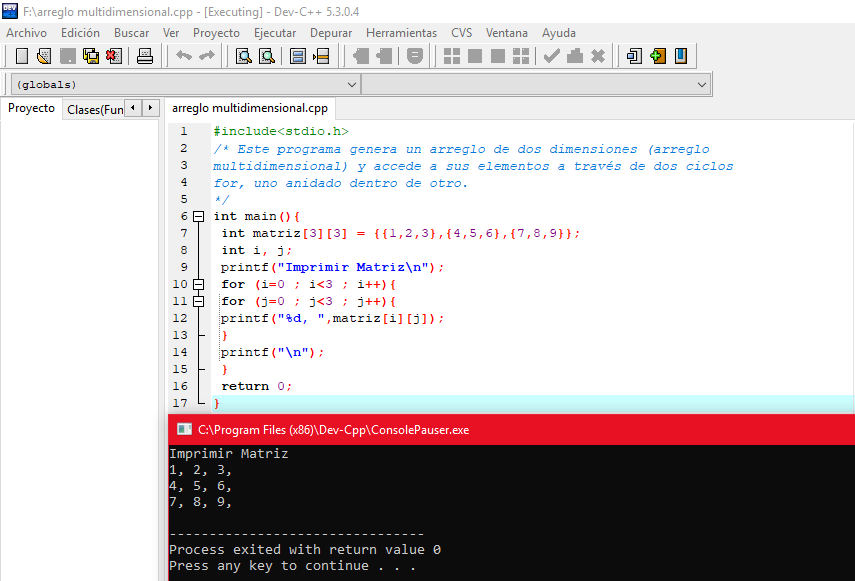 F:\arreglo multidimensional.cpp - [Executing] - Dev-C++ 5.3.0.4
Archivo Edición Buscar Ver Proyecto Ejecutar Depurar Herramientas CVS Ventana Ayuda
(globals)
Proyecto Clases(Fun arreglo multidimensional.cpp
1 #include<stdio.h>
2 /* Este programa genera un arreglo de dos dimensiones (arreglo
3 multidimensional) y accede a sus elementos a través de dos ciclos
4 for, uno anidado dentro de otro.
5 */
6 int main(){
7 int matriz[3][3] = {{1,2,3},{4,5,6},{7,8,9}};
8 int i, j;
9 printf("Imprimir Matriz\n");
10 for (i=0 ; i<3 ; i++){
11 for (j=0 ; j<3 ; j++){
12 printf("%d, ",matriz[i][j]);
13 }
14 printf("\n");
15 }
16 return 0;
17 }
C:\Program Files (x86)\Dev-Cpp\ConsolePauser.exe
Imprimir Matriz
1, 2, 3,
4, 5, 6,
7, 8, 9,
--------------------------------
Process exited with return value 0
Press any key to continue . . .